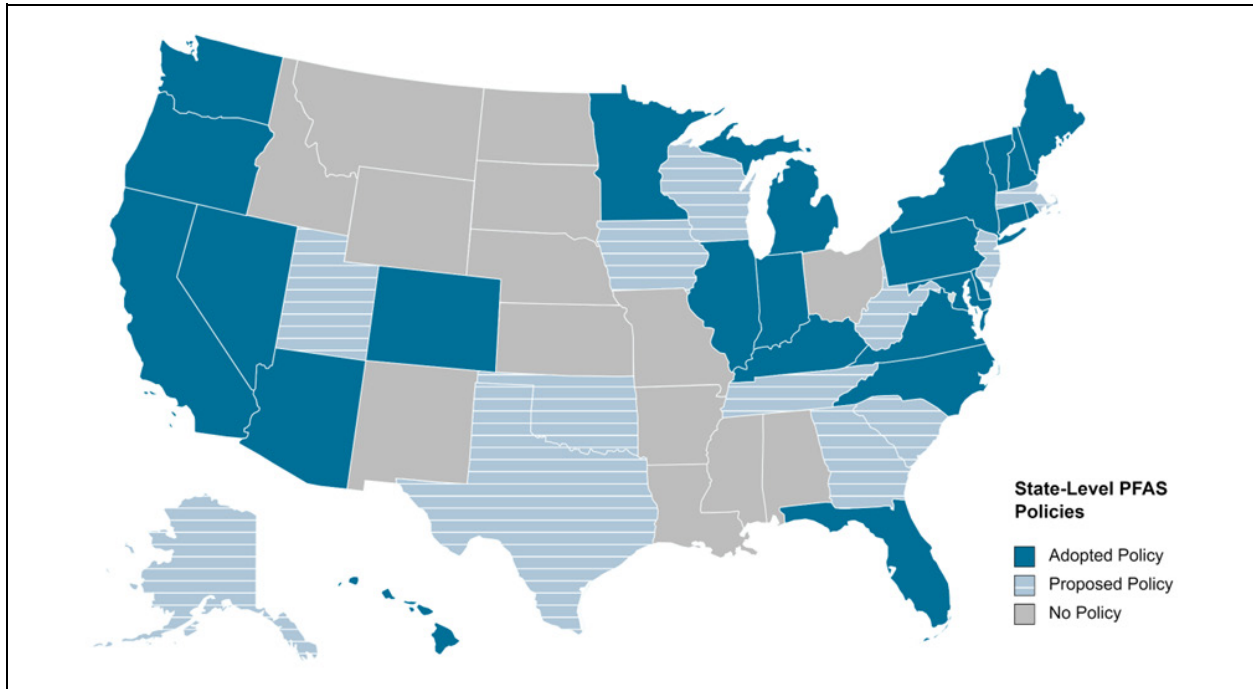 State-Level PFAS
Policies
Adopted Policy
Proposed Policy
No Policy